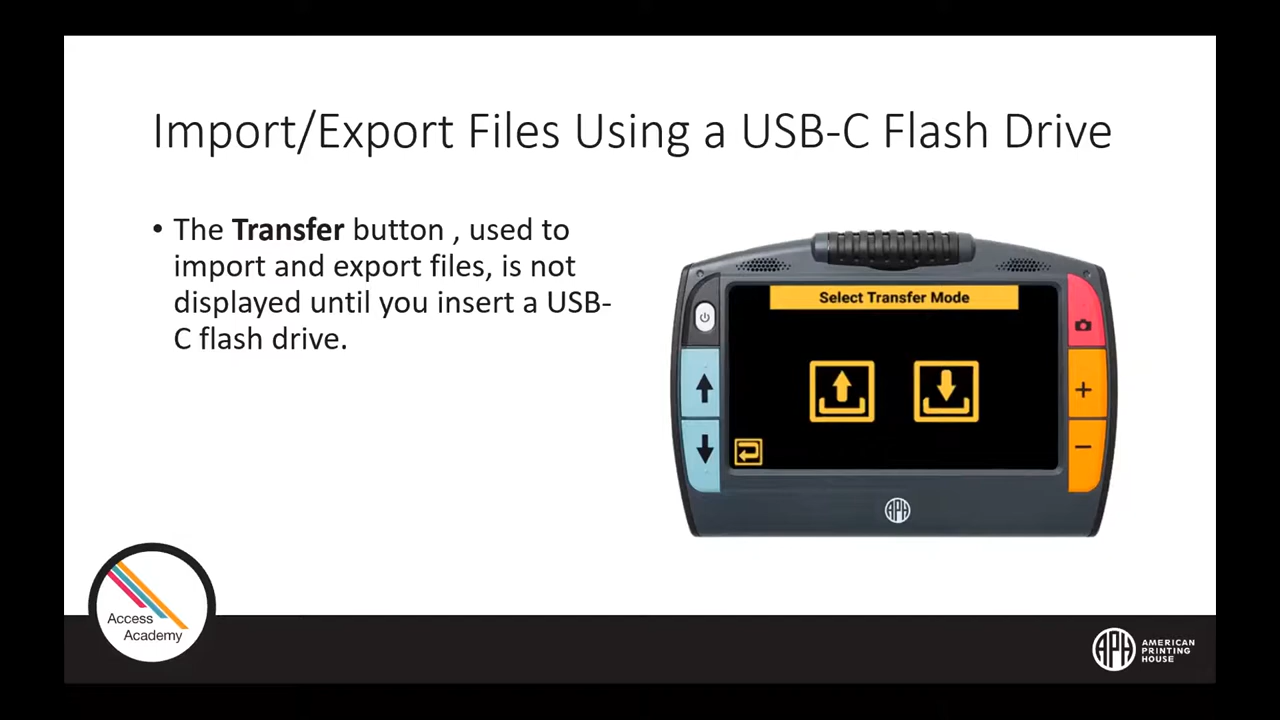 Import/Export Files Using a USB-C Flash Drive
• The Transfer button , used to
import and export files, is not
displayed until you insert a USB-
C flash drive.
Select Transfer Mode
+
−
APH
Access
Academy
APH
AMERICAN
PRINTING
HOUSE